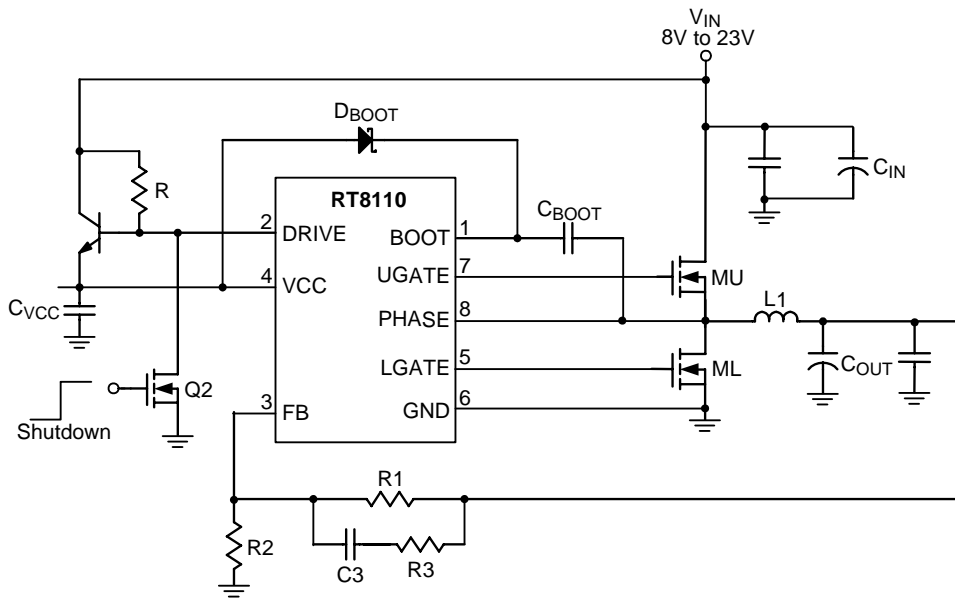 VIN
8V to 23V
DBOOT
R
RT8110
CBOOT
CIN
2
DRIVE
BOOT
1
4
VCC
UGATE
7
MU
CVCC
PHASE
8
L1
LGATE
5
ML
COUT
Q2
3
FB
GND
6
Shutdown
R1
R2
C3
R3